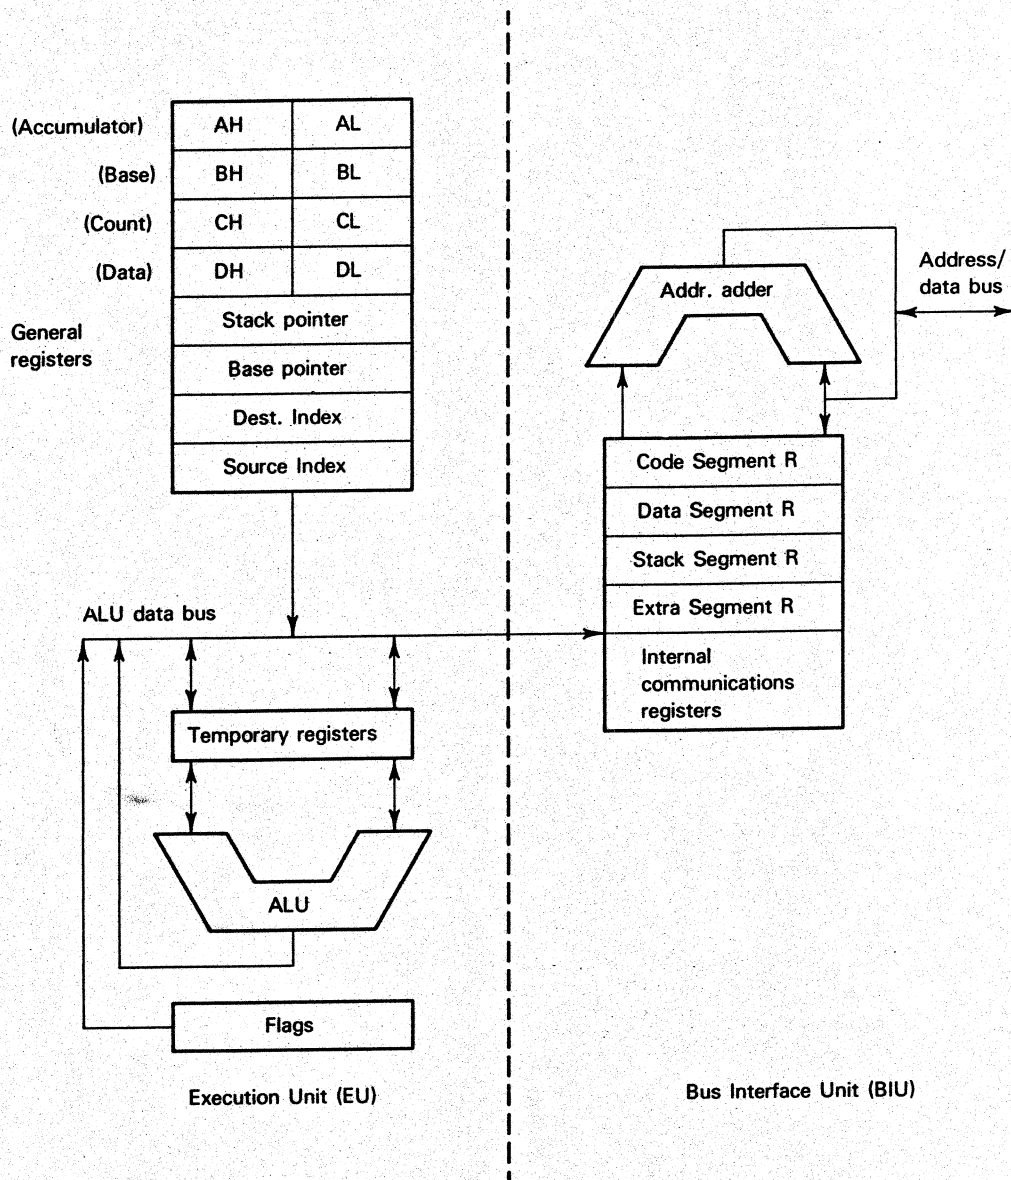 (Accumulator) AH AL
(Base) BH BL
(Count) CH CL
(Data) DH DL
General
registers
Stack pointer
Base pointer
Dest. Index
Source Index
ALU data bus
Temporary registers
ALU
Flags
Execution Unit (EU)
Addr. adder
Address/
data bus
Code Segment R
Data Segment R
Stack Segment R
Extra Segment R
Internal
communications
registers
Bus Interface Unit (BIU)